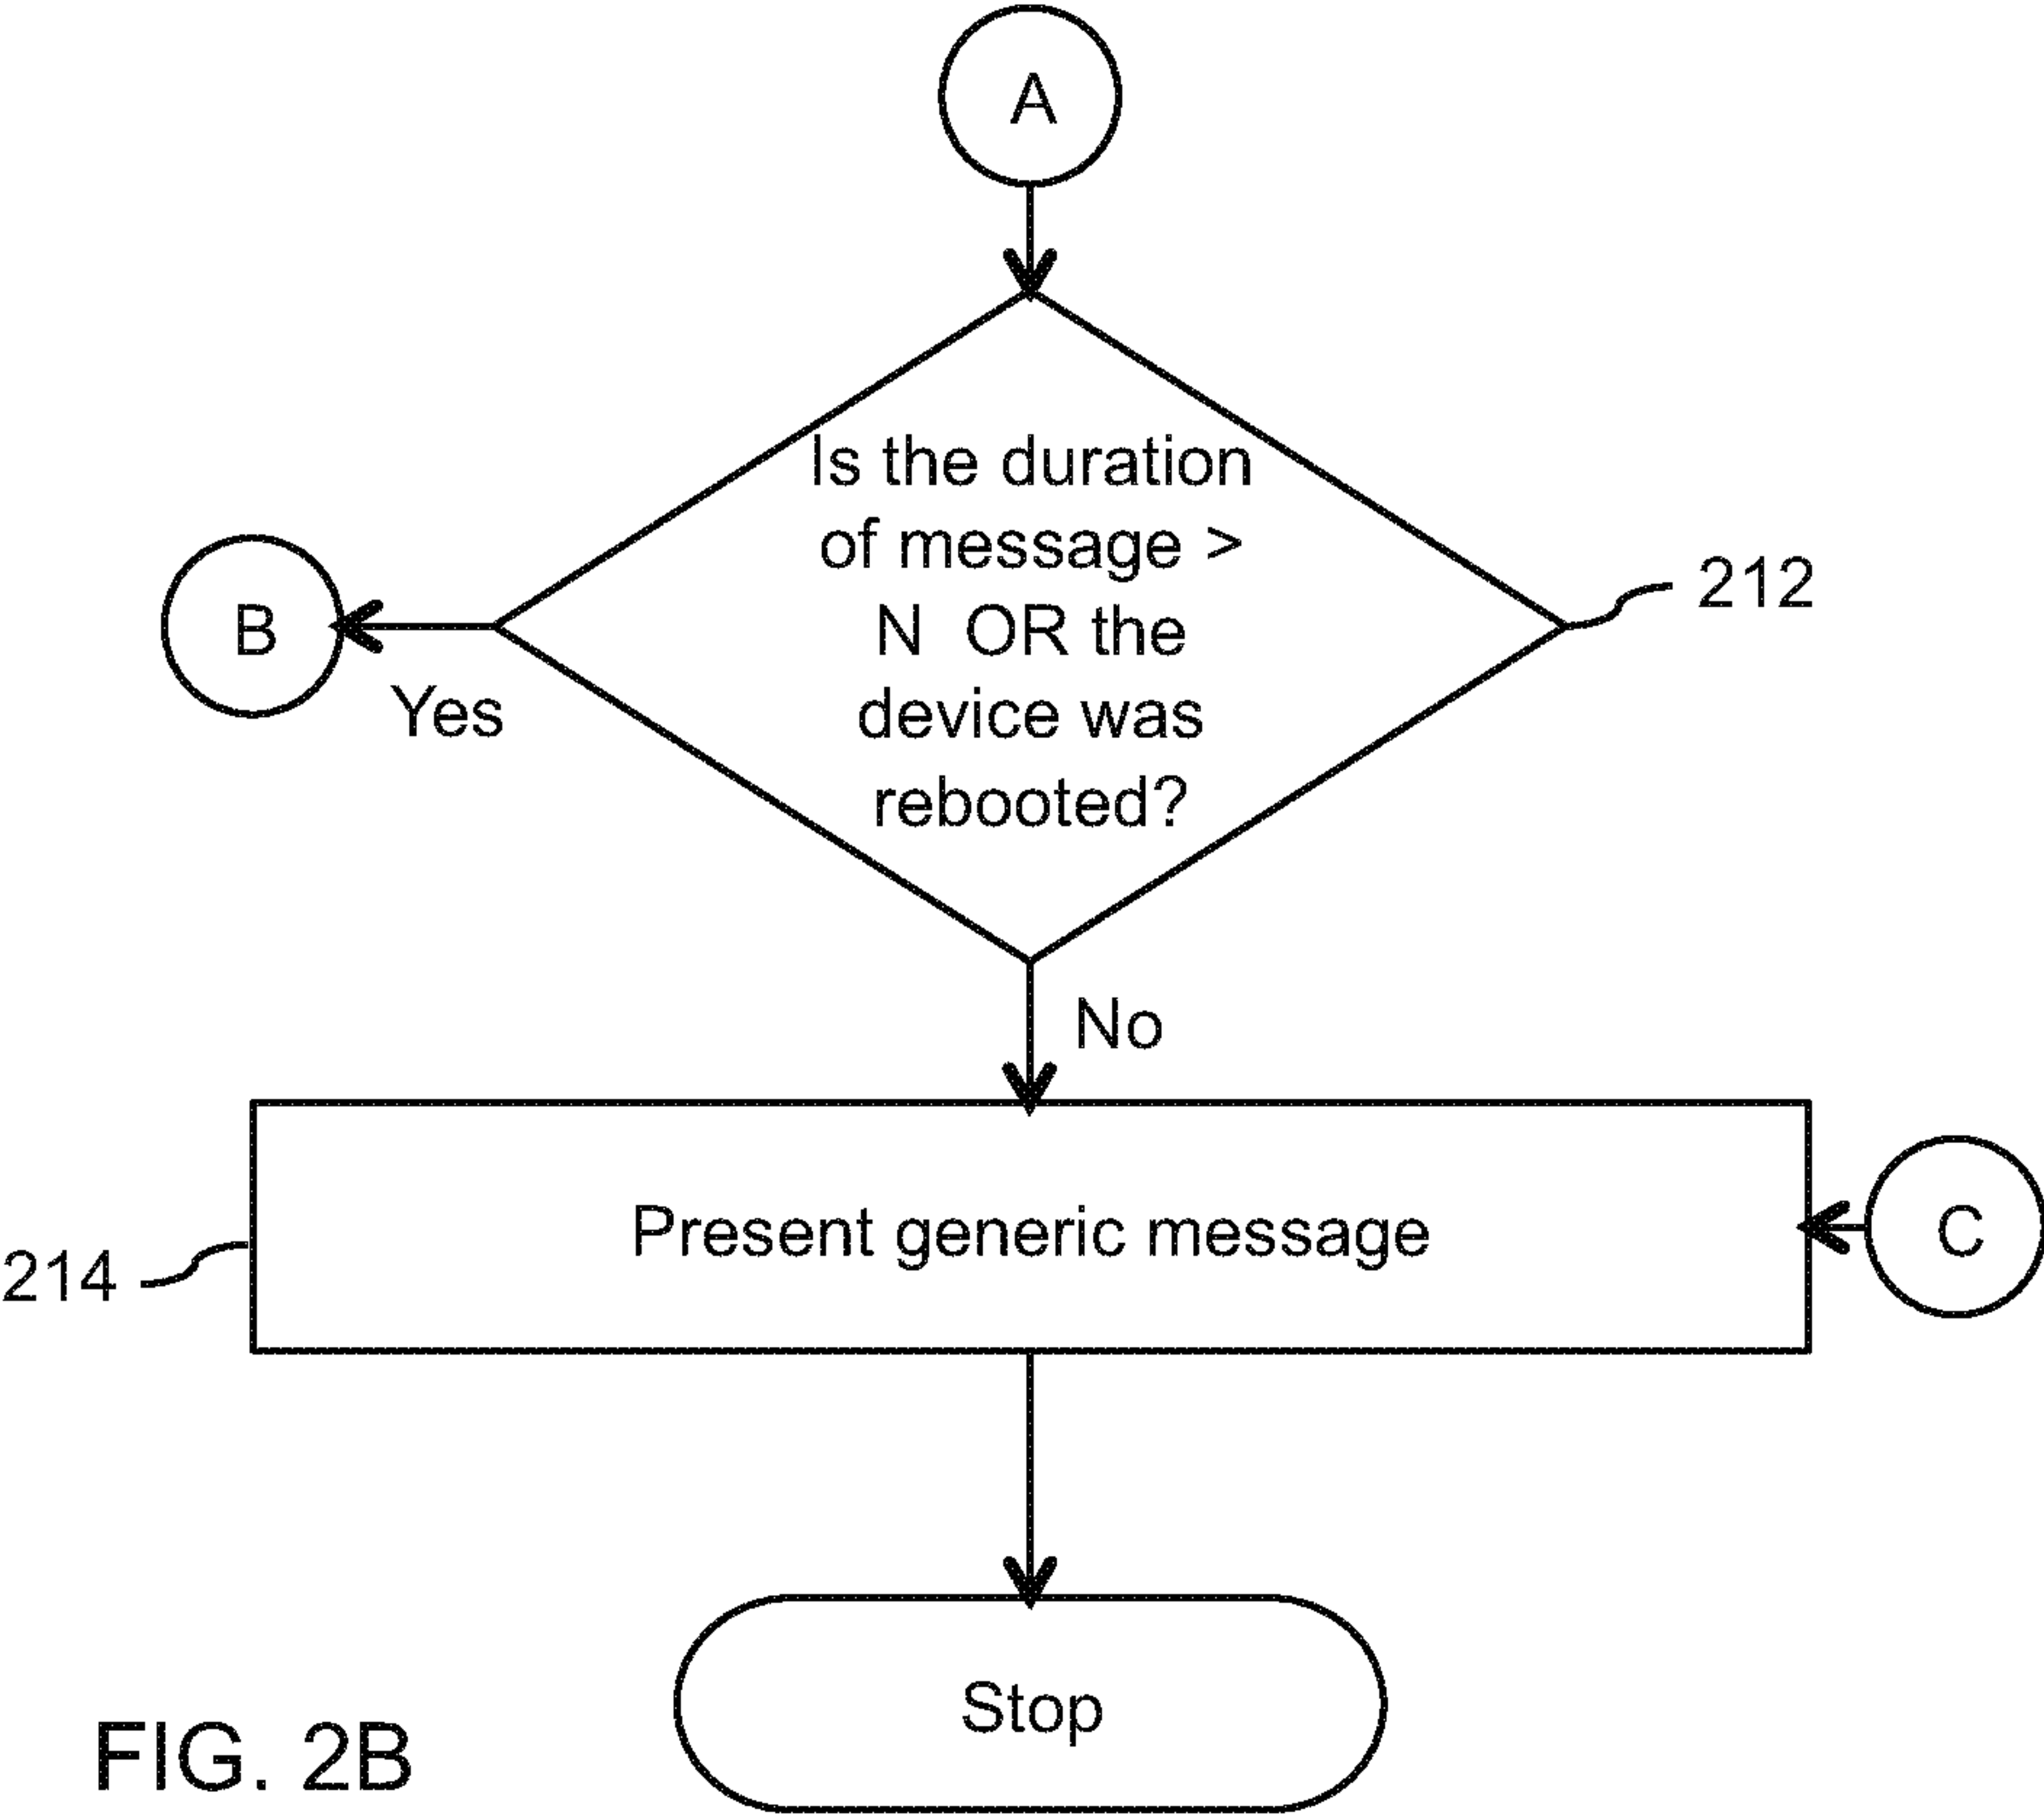 A
Is the duration
of message >
N OR the
device was
rebooted?
212
B
Yes
No
Present generic message
C
214
Stop
FIG. 2B